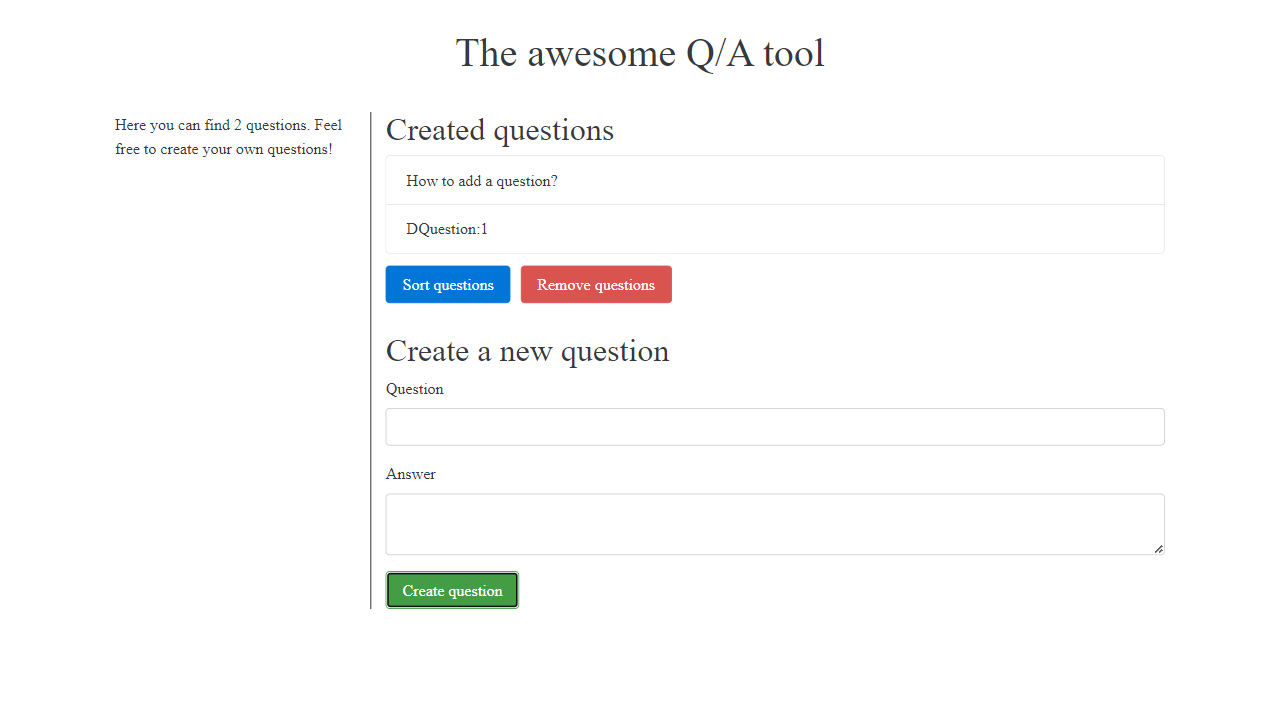 The awesome Q/A tool
Here you can find 2 questions. Feel
free to create your own questions!
Created questions
How to add a question?
DQuestion:1
Sort questions
Remove questions
Create a new question
Question
Answer
Create question